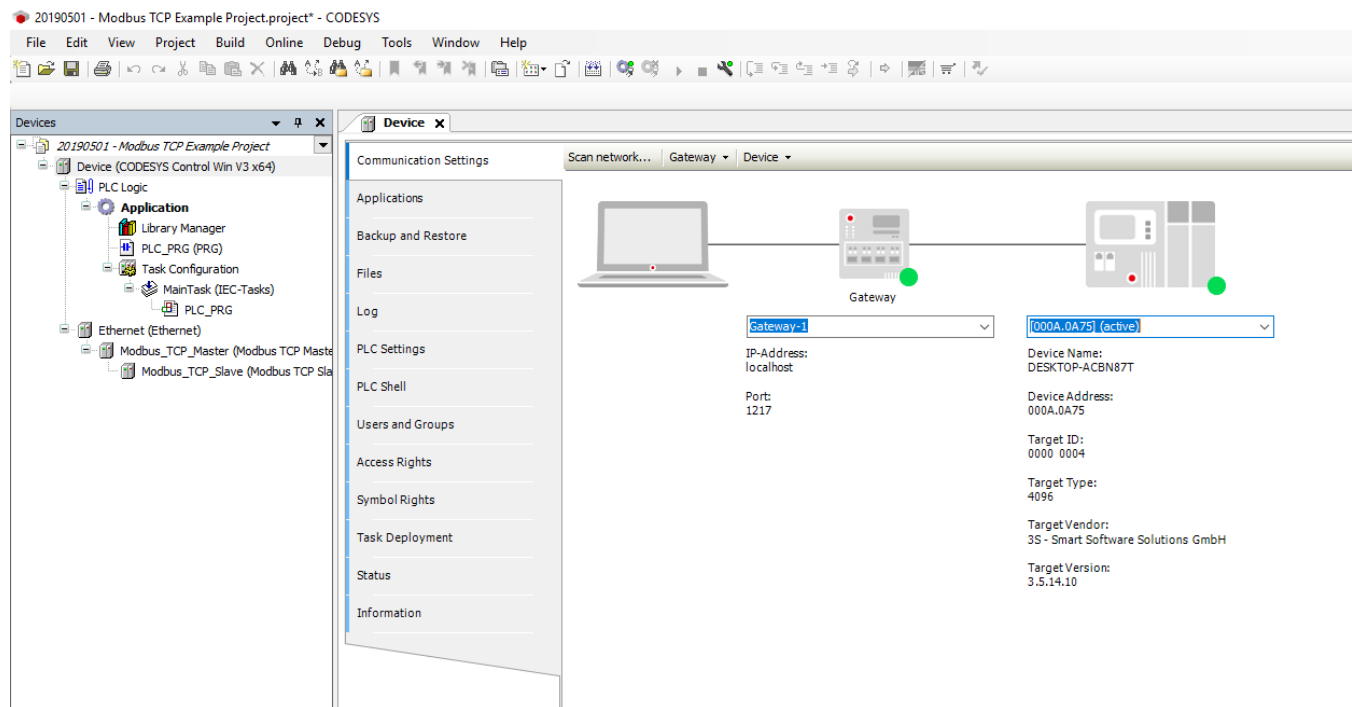 20190501 - Modbus TCP Example Project.project* - CODESYS
File Edit View Project Build Online Debug Tools Window Help
Devices
20190501 - Modbus TCP Example Project
Device (CODESYS Control Win V3 x64)
PLC Logic
Application
Library Manager
PLC_PRG (PRG)
Task Configuration
MainTask (IEC-Tasks)
PLC_PRG
Ethernet (Ethernet)
Modbus_TCP_Master (Modbus TCP Maste
Modbus_TCP_Slave (Modbus TCP Sla
Device
Communication Settings
Applications
Backup and Restore
Files
Log
PLC Settings
PLC Shell
Users and Groups
Access Rights
Symbol Rights
Task Deployment
Status
Information
Scan network... Gateway Device
Gateway
Gateway-1
IP-Address:
localhost
Port:
1217
[000A.0A75] (active)
Device Name:
DESKTOP-ACBN87T
Device Address:
000A.0A75
Target ID:
0000 0004
Target Type:
4096
Target Vendor:
3S - Smart Software Solutions GmbH
Target Version:
3.5.14.10